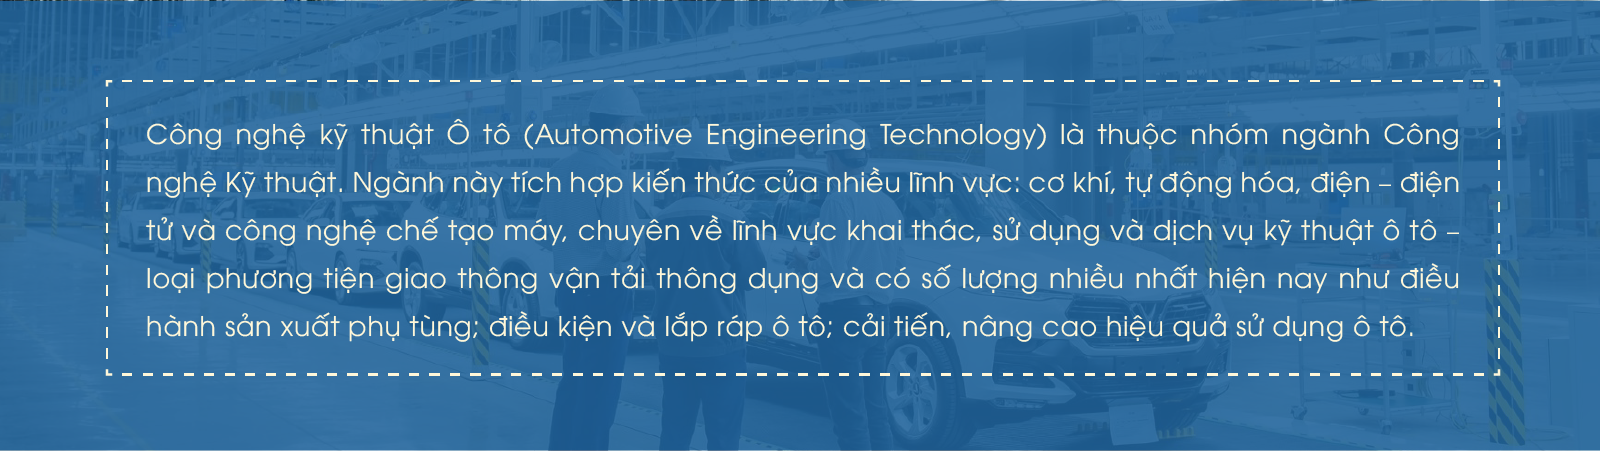 Công nghệ kỹ thuật Ô tô (Automotive Engineering Technology) là thuộc nhóm ngành Công
nghệ Kỹ thuật. Ngành này tích hợp kiến thức của nhiều lĩnh vực: cơ khí, tự động hóa, điện – điện
tử và công nghệ chế tạo máy, chuyên về lĩnh vực khai thác, sử dụng và dịch vụ kỹ thuật ô tô –
loại phương tiện giao thông vận tải thông dụng và có số lượng nhiều nhất hiện nay như điều
hành sản xuất phụ tùng; điều kiện và lắp ráp ô tô; cải tiến, nâng cao hiệu quả sử dụng ô tô.